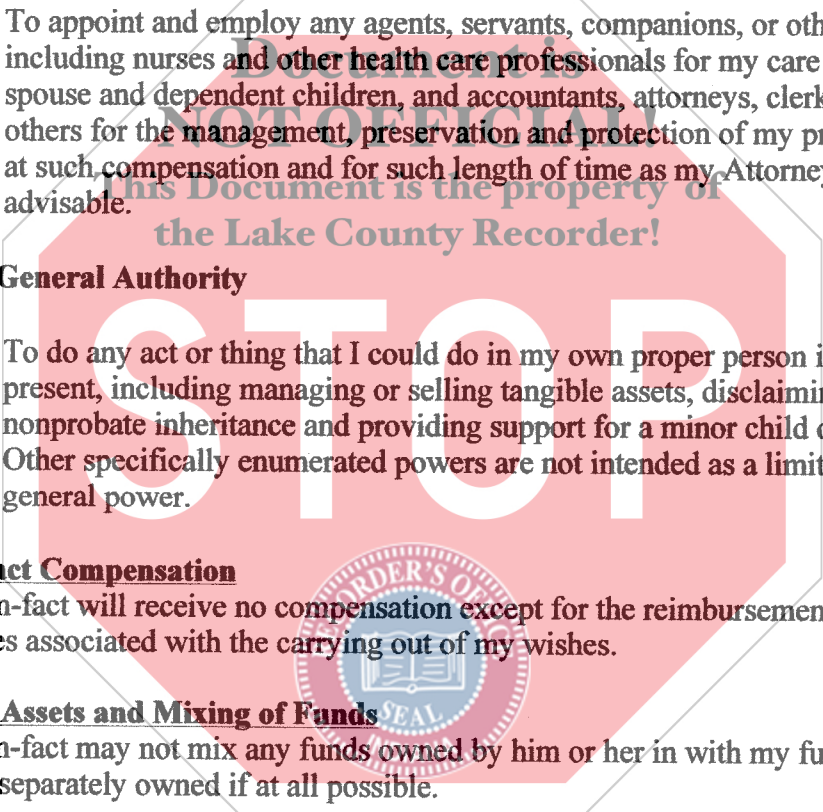 To appoint and employ any agents, servants, companions, or oth
including nurses and other health care professionals for my care
Document is
spouse and dependent children, and accountants, attorneys, clerk
NOT OFFICIAL!
others for the management, preservation and protection of my pr
at such compensation and for such length of time as my Attorney
This Document is the property of
advisable.
the Lake County Recorder!
General Authority
STOP
To do any act or thing that I could do in my own proper person i
present, including managing or selling tangible assets, disclaimin
nonprobate inheritance and providing support for a minor child o
Other specifically enumerated powers are not intended as a limit
general power.
act Compensation
n-fact will receive no compensation except for the reimbursemen
es associated with the carrying out of my wishes.
Assets and Mixing of Funds
SEAL
n-fact may not mix any funds owned by him or her in with my fu
separately owned if at all possible.